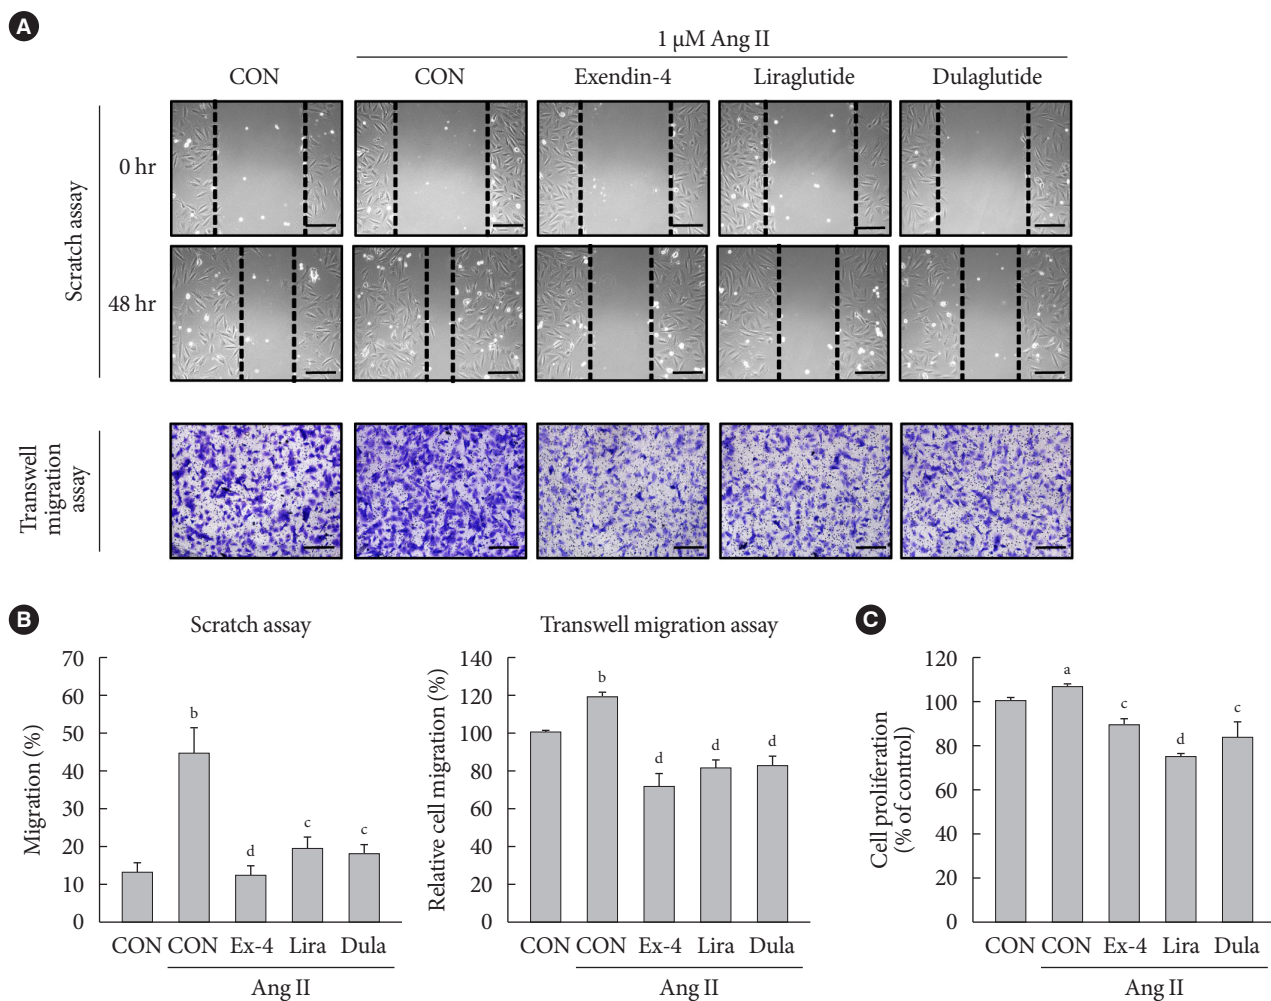 A
1 µM Ang II
CON
CON
Exendin-4
Liraglutide
Dulaglutide
Scratch assay
0 hr
48 hr
Transwell
migration
assay
B
Scratch assay
Migration (%)
70
60
50
40
30
20
10
0
b
d
c
c
CON
CON
Ex-4
Lira
Dula
Ang II
Transwell migration assay
Relative cell migration (%)
140
120
100
80
60
40
20
0
b
d
d
d
CON
CON
Ex-4
Lira
Dula
Ang II
C
Cell proliferation
(% of control)
120
100
80
60
40
20
0
a
c
d
c
CON
CON
Ex-4
Lira
Dula
Ang II